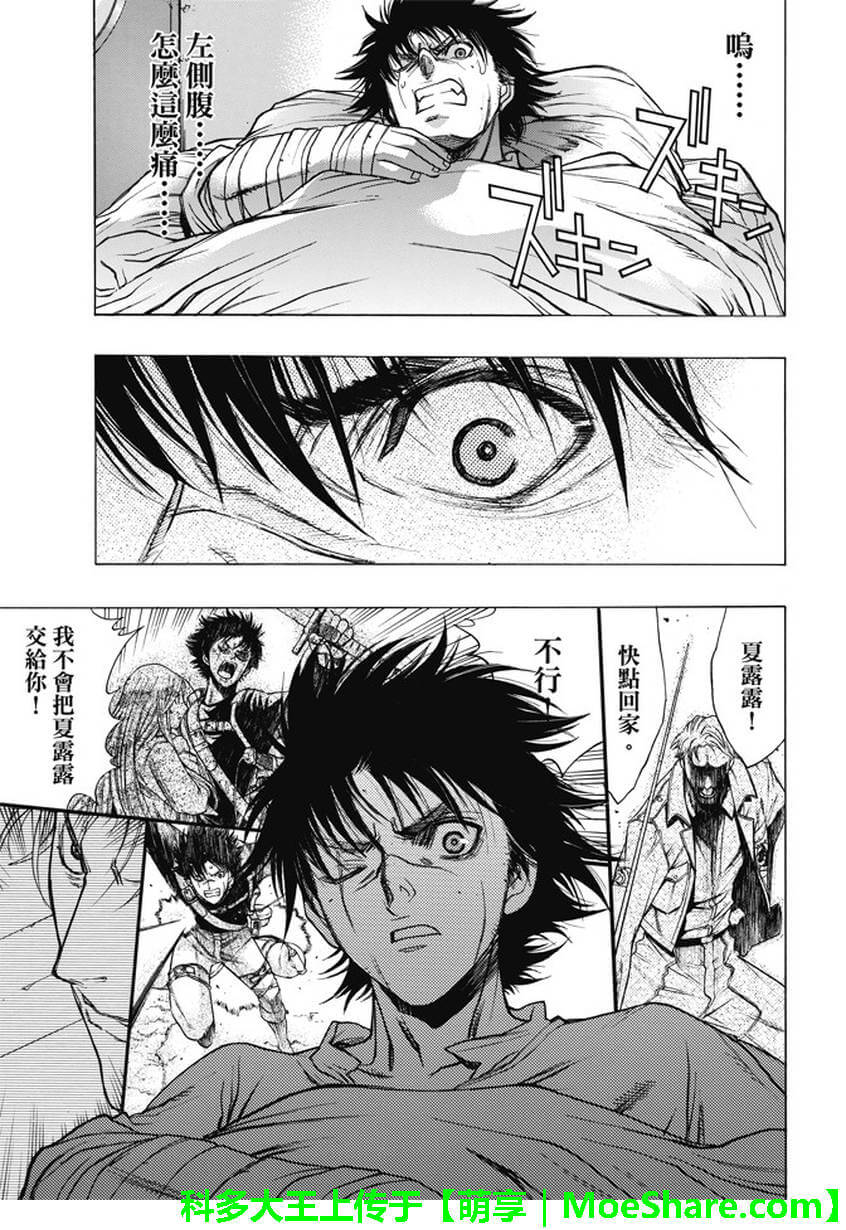 嗚……
ズキン
ズキン
左側腹……
怎麼這麼痛……
夏露露！
快點回家。
不行！
我不會把夏露露
交給你！
科多大王上传于【萌享｜MoeShare.com】